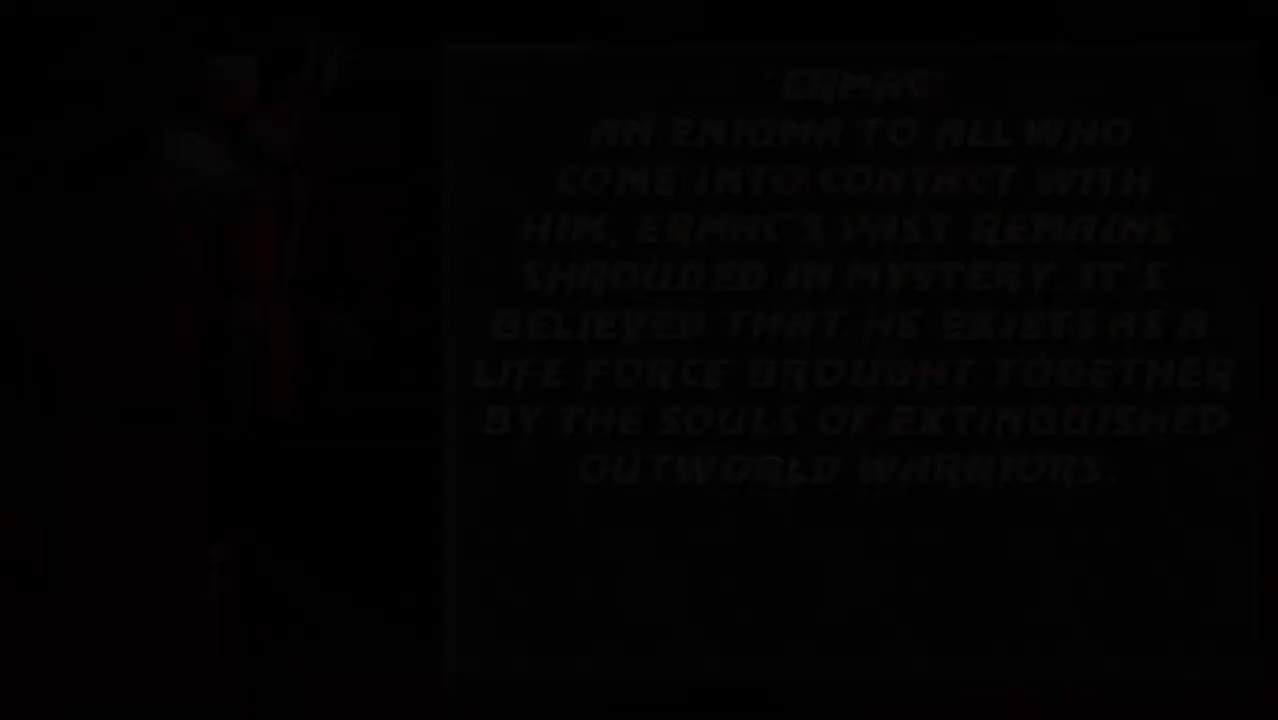 "ERMAC"
AN ENIGMA TO ALL WHO
COME INTO CONTACT WITH
HIM, ERMAC'S PAST REMAINS
SHROUDED IN MYSTERY. IT'S
BELIEVED THAT HE EXISTS AS A
LIFE FORCE BROUGHT TOGETHER
BY THE SOULS OF EXTINGUISHED
OUTWORLD WARRIORS.